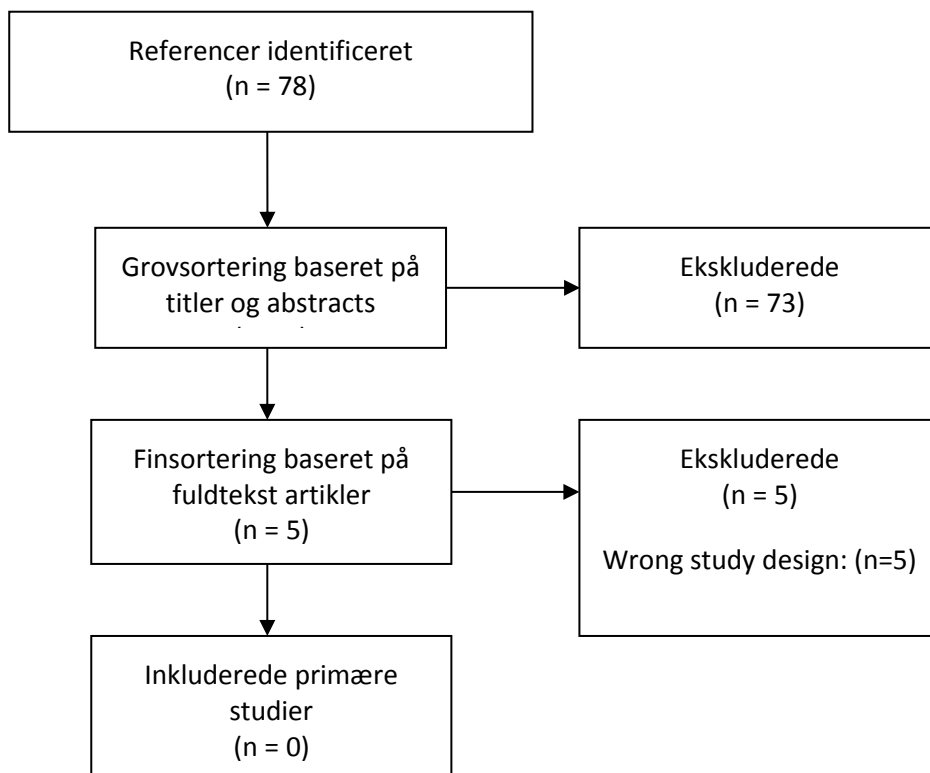 Referencer identificeret
(n = 78)
Grovsortering baseret på
titler og abstracts
Ekskluderede
(n = 73)
Finsortering baseret på
fuldtekst artikler
(n = 5)
Ekskluderede
(n = 5)
Wrong study design: (n=5)
Inkluderede primære
studier
(n = 0)